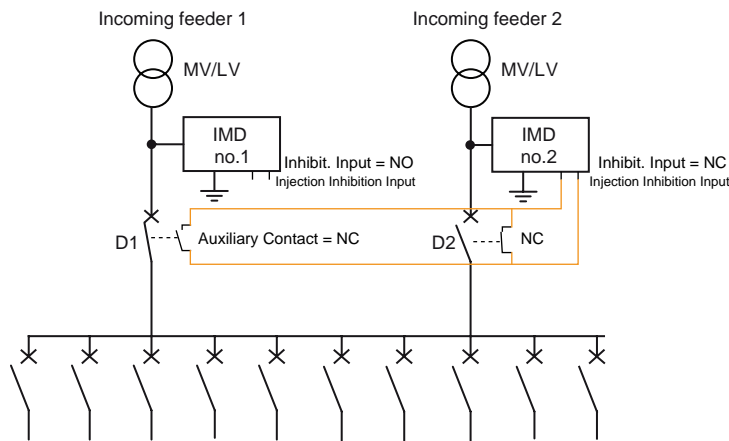 Incoming feeder 1
Incoming feeder 2
MV/LV
MV/LV
IMD
no.1
IMD
no.2
Inhibit. Input = NO
Injection Inhibition Input
Inhibit. Input = NC
Injection Inhibition Input
D1
Auxiliary Contact = NC
D2
NC